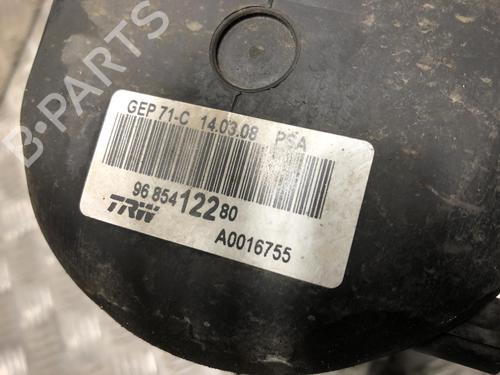 B-PARTS
GEP 71-C 14.03.08 PSA
96 854 122 80
TRW
A0016755